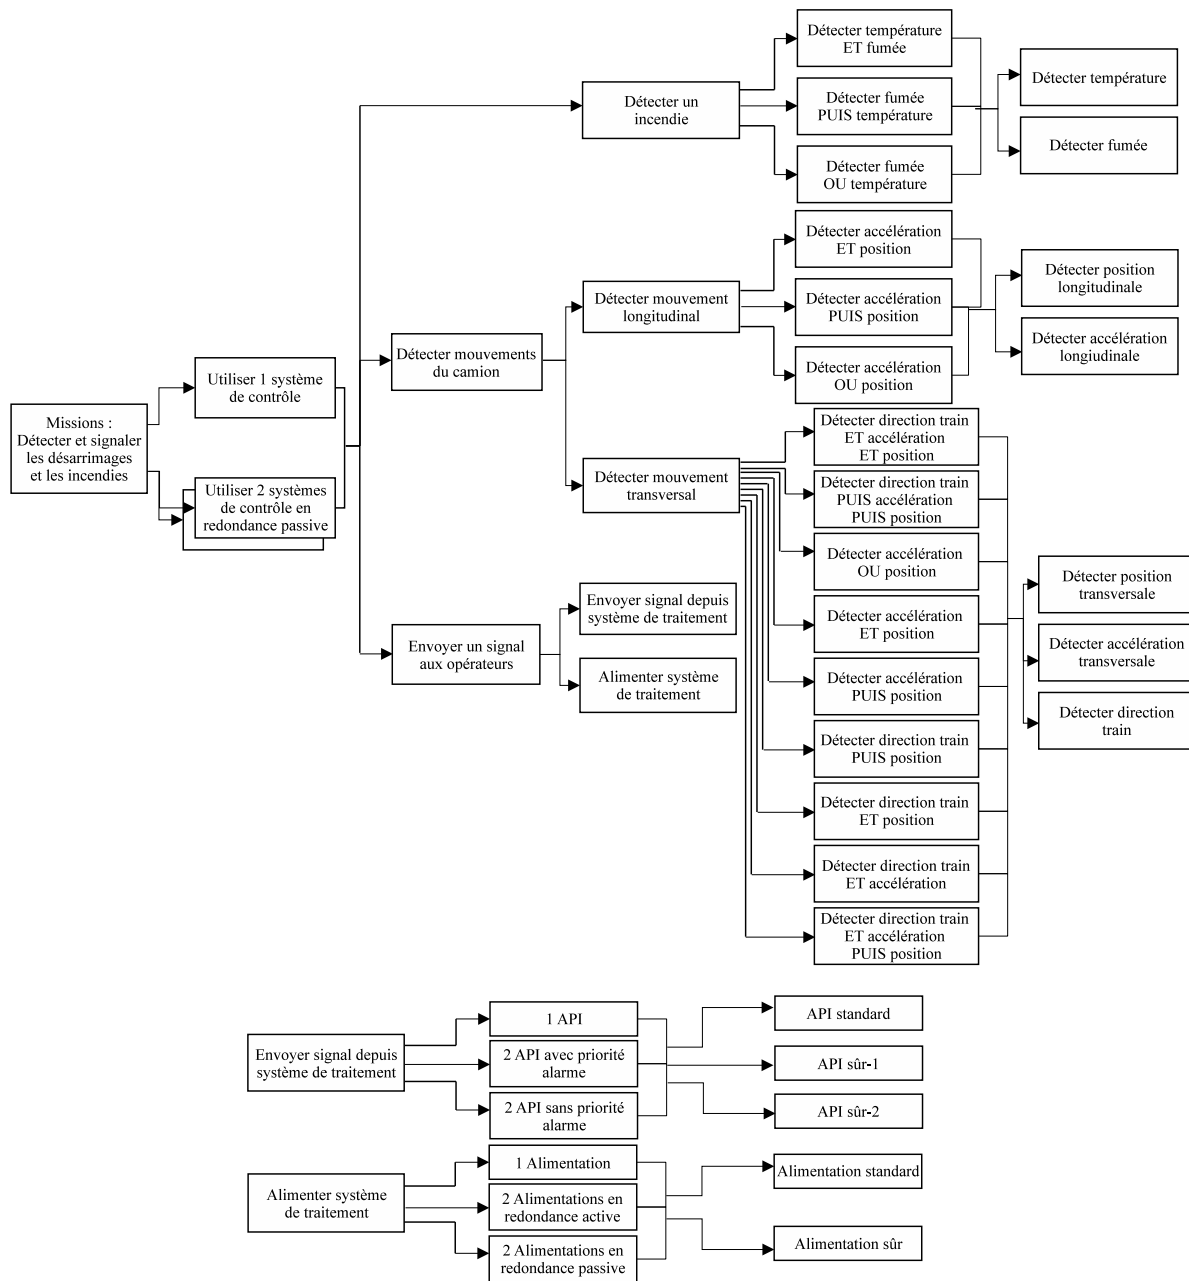 Détecter température
ET fumée
Détecter fumée
PUIS température
Détecter fumée
OU température
Détecter un
incendie
Détecter température
Détecter fumée
Détecter accélération
ET position
Détecter accélération
PUIS position
Détecter accélération
OU position
Détecter mouvement
longitudinal
Détecter position
longitudinale
Détecter accélération
longiudinale
Détecter mouvements
du camion
Utiliser 1 système
de contrôle
Missions :
Détecter et signaler
les désarrimages
et les incendies
Utiliser 2 systèmes
de contrôle en
redondance passive
Détecter mouvement
transversal
Détecter direction train
ET accélération
ET position
Détecter direction train
PUIS accélération
PUIS position
Détecter accélération
OU position
Détecter accélération
ET position
Détecter accélération
PUIS position
Détecter direction train
PUIS position
Détecter direction train
ET position
Détecter direction train
ET accélération
Détecter direction train
ET accélération
PUIS position
Détecter position
transversale
Détecter accélération
transversale
Détecter direction
train
Envoyer un signal
aux opérateurs
Envoyer signal depuis
système de traitement
Alimenter système
de traitement
Envoyer signal depuis
système de traitement
1 API
2 API avec priorité
alarme
2 API sans priorité
alarme
API standard
API sûr-1
API sûr-2
Alimenter système
de traitement
1 Alimentation
2 Alimentations en
redondance active
2 Alimentations en
redondance passive
Alimentation standard
Alimentation sûr